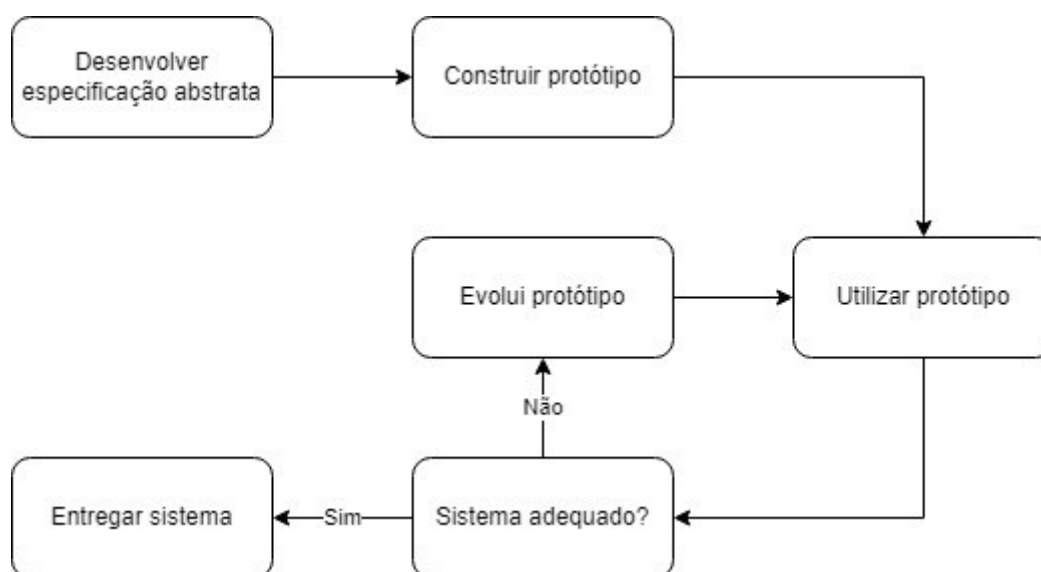 Desenvolver
especificação abstrata
Construir protótipo
Evolui protótipo
Utilizar protótipo
Não
Entregar sistema
Sim
Sistema adequado?